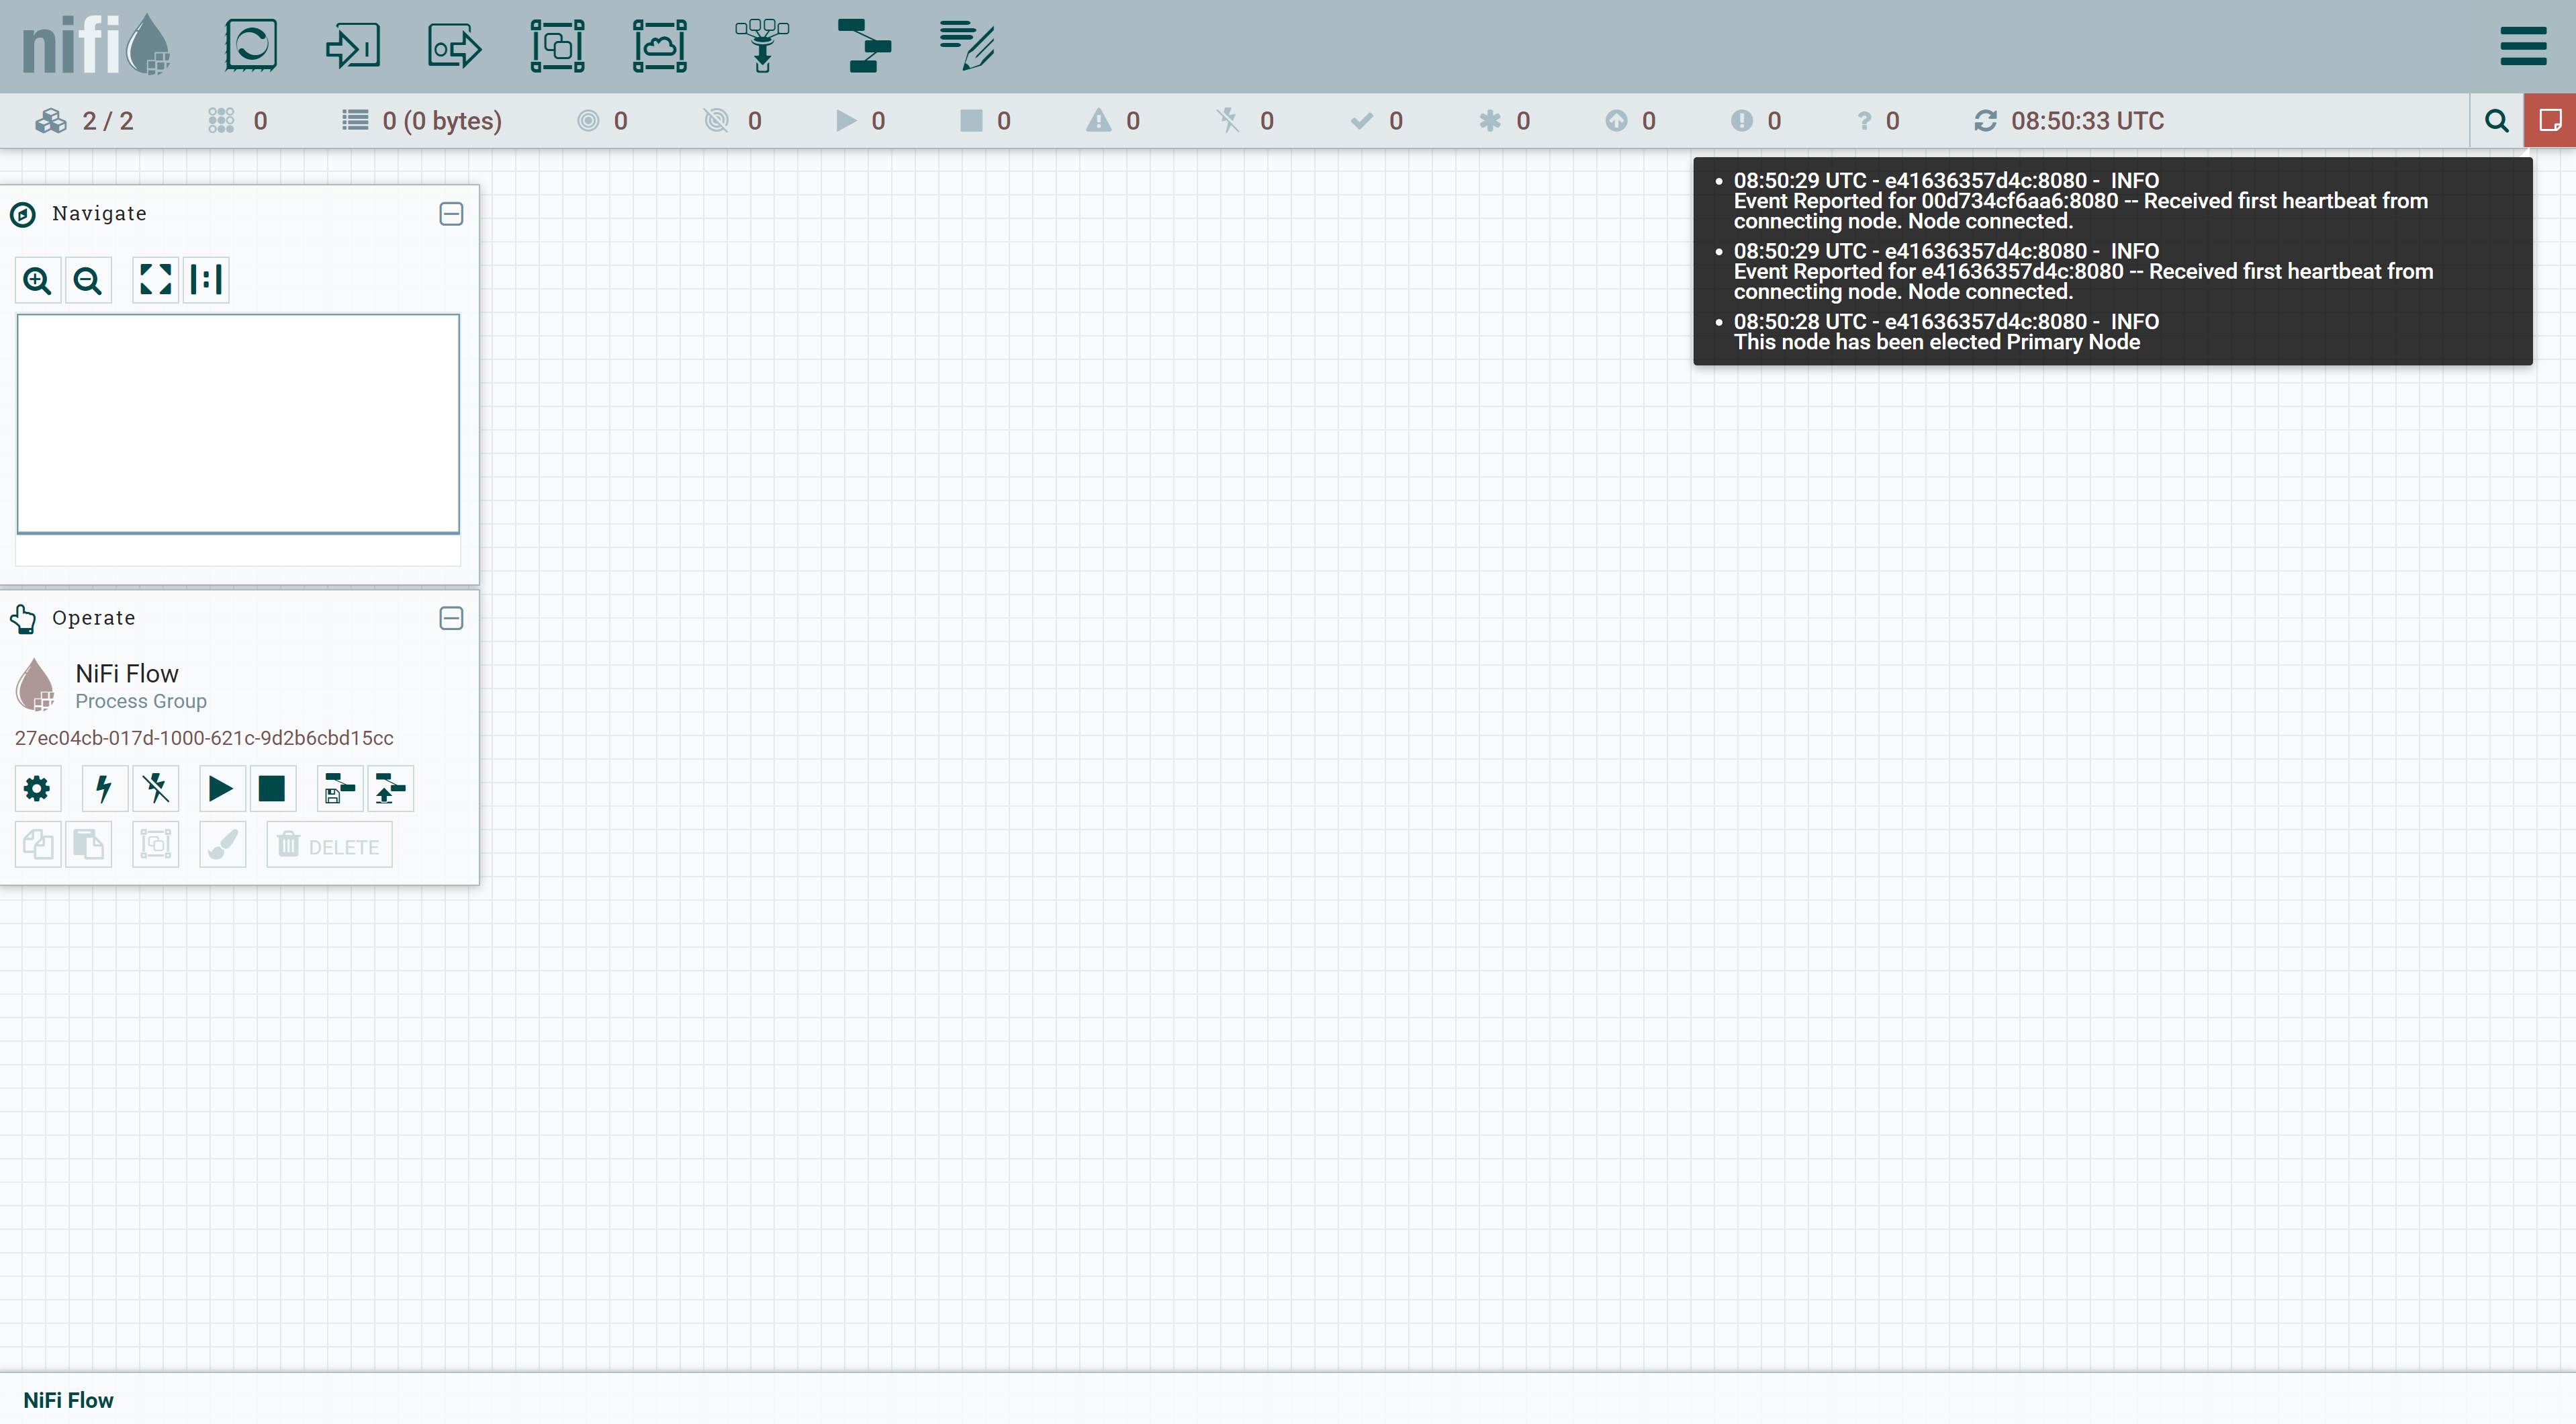 nifi
2 / 2 0 0 (0 bytes) 0 0 0 0 0 0 0 0 0 0 0 08:50:33 UTC
• 08:50:29 UTC - e41636357d4c:8080 - INFO
Event Reported for 00d734cf6aa6:8080 -- Received first heartbeat from
connecting node. Node connected.
• 08:50:29 UTC - e41636357d4c:8080 - INFO
Event Reported for e41636357d4c:8080 -- Received first heartbeat from
connecting node. Node connected.
• 08:50:28 UTC - e41636357d4c:8080 - INFO
This node has been elected Primary Node
Navigate
Operate
NiFi Flow
Process Group
27ec04cb-017d-1000-621c-9d2b6cbd15cc
DELETE
NiFi Flow